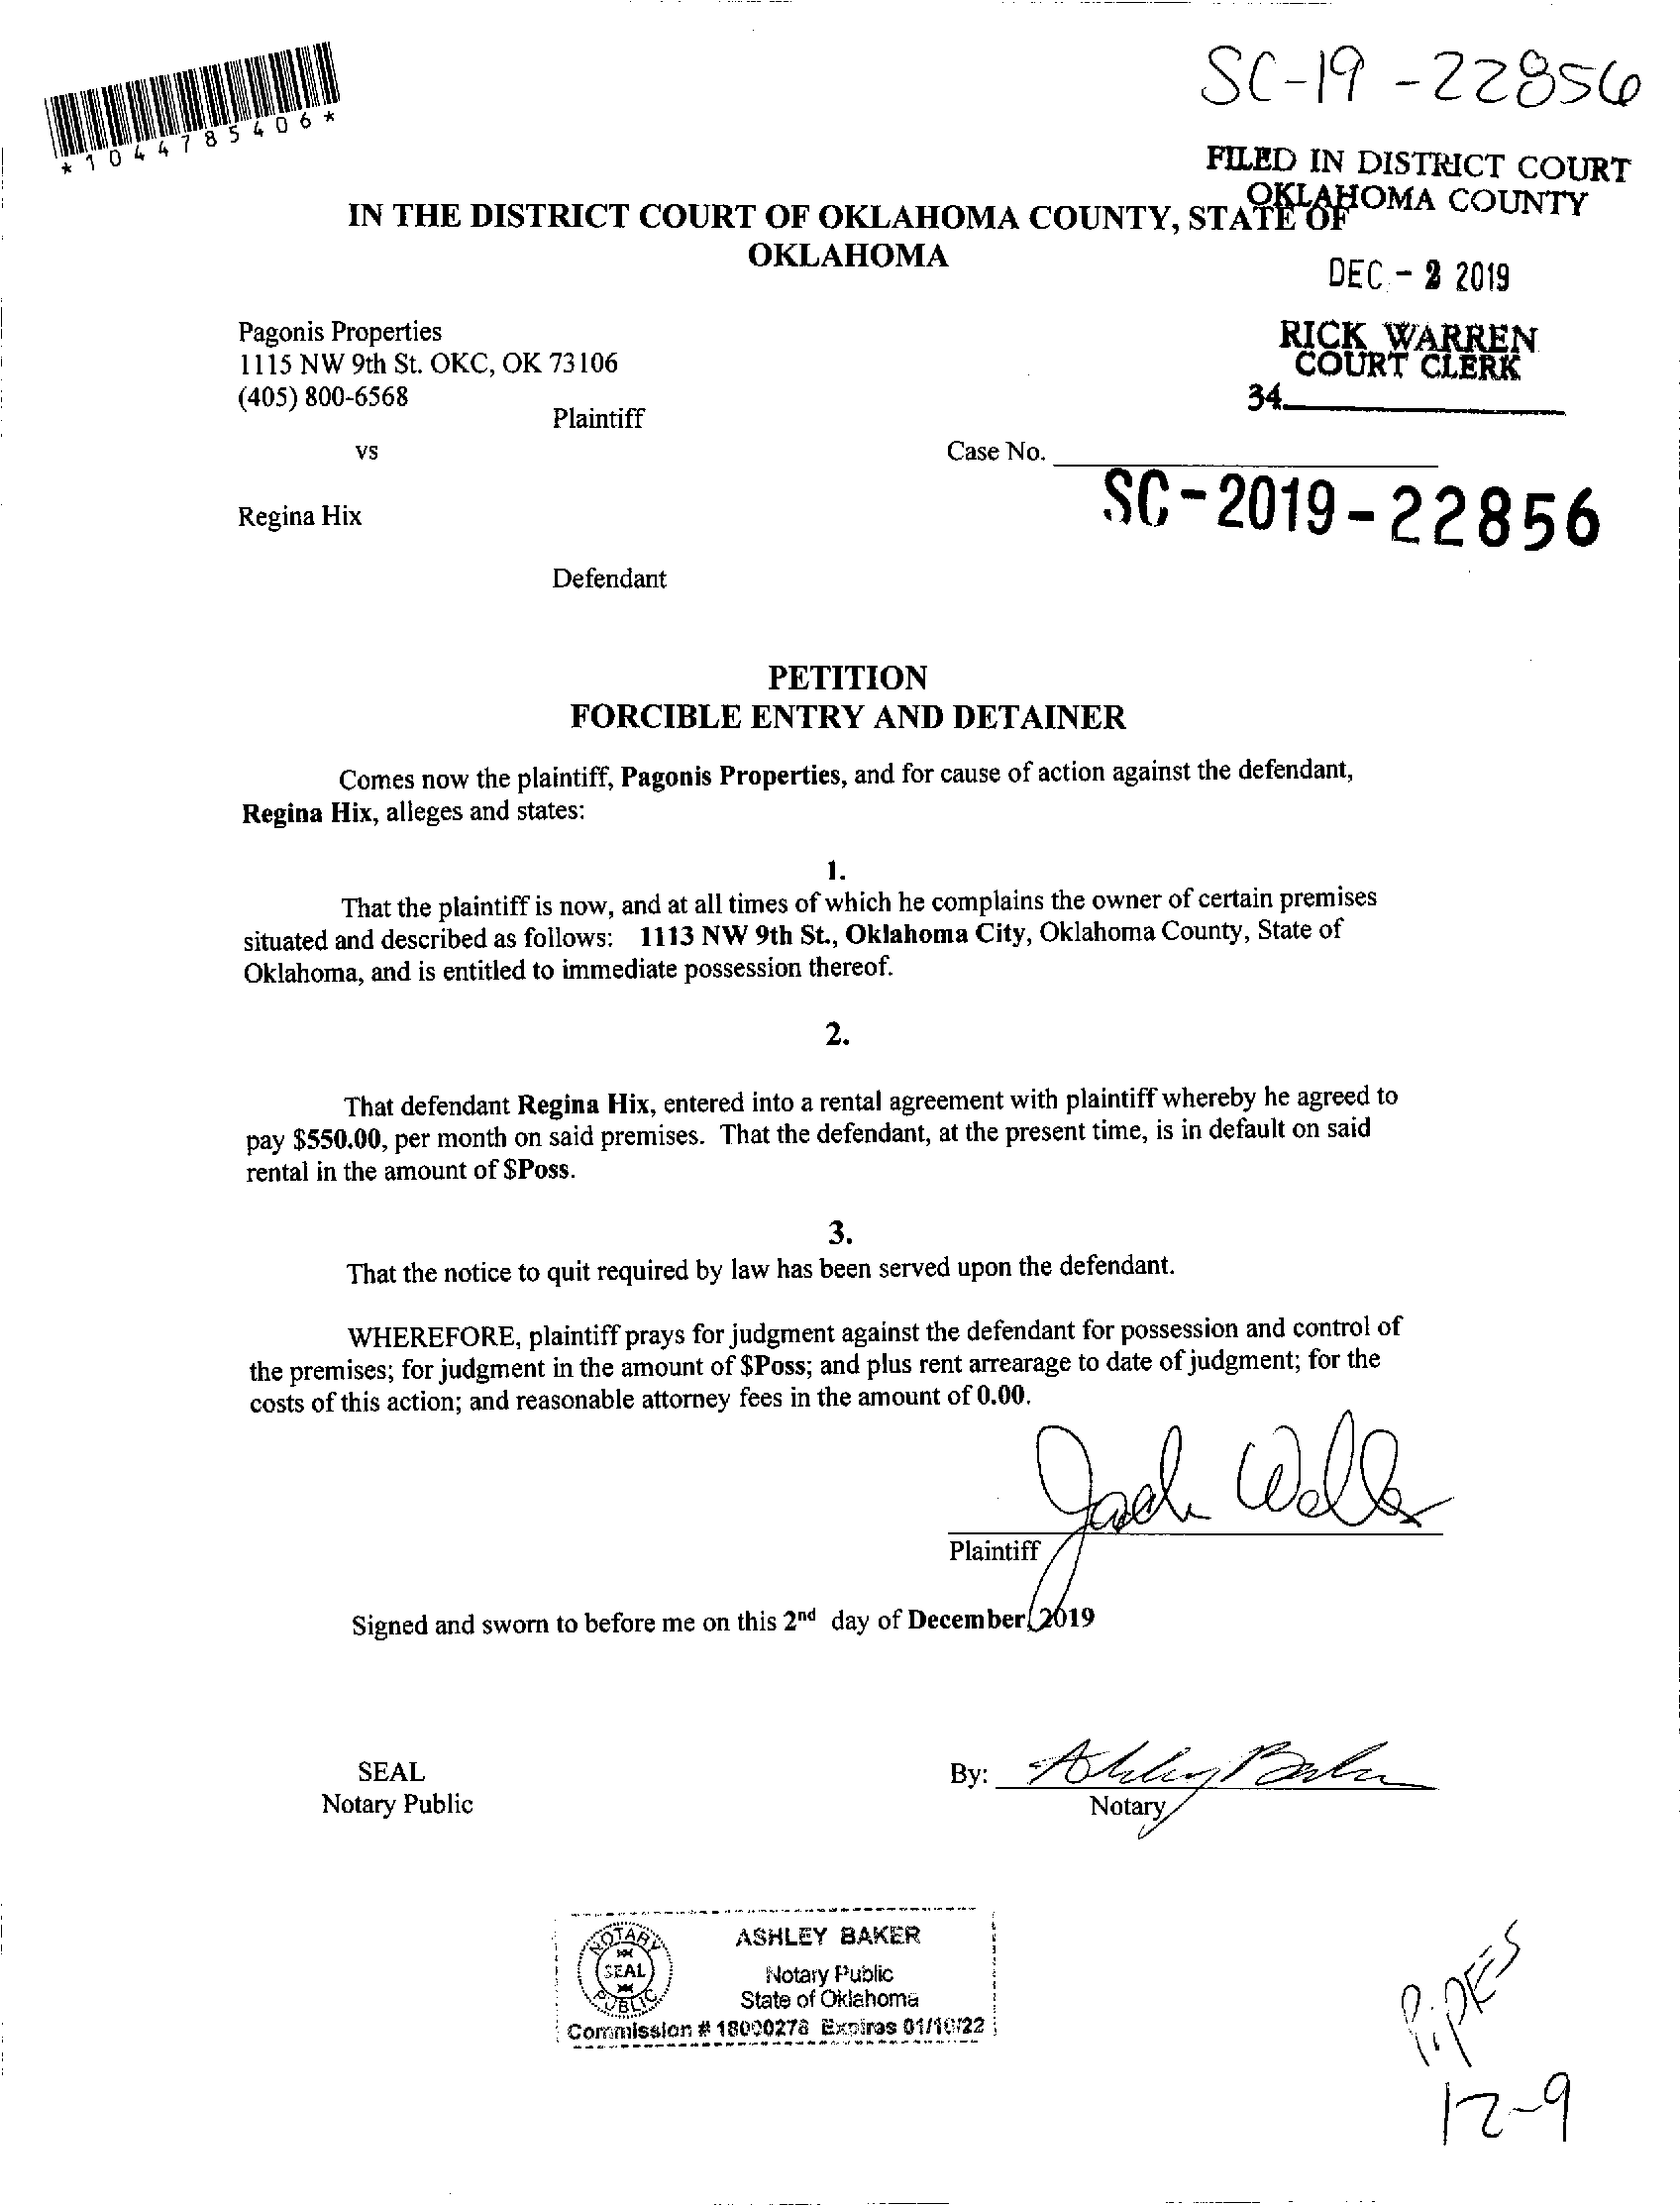 SC-19-22856
*1044785406*
FILED IN DISTRICT COURT
OKLAHOMA COUNTY
IN THE DISTRICT COURT OF OKLAHOMA COUNTY, STATE OF
OKLAHOMA
DEC - 2 2019
Pagonis Properties
1115 NW 9th St. OKC, OK 73106
(405) 800-6568
RICK WARREN
COURT CLERK
34
Plaintiff
vs
Case No.
SC-2019-22856
Regina Hix
Defendant
PETITION
FORCIBLE ENTRY AND DETAINER
Comes now the plaintiff, Pagonis Properties, and for cause of action against the defendant,
Regina Hix, alleges and states:
1.
That the plaintiff is now, and at all times of which he complains the owner of certain premises
situated and described as follows: 1113 NW 9th St., Oklahoma City, Oklahoma County, State of
Oklahoma, and is entitled to immediate possession thereof.
2.
That defendant Regina Hix, entered into a rental agreement with plaintiff whereby he agreed to
pay $550.00, per month on said premises. That the defendant, at the present time, is in default on said
rental in the amount of $Poss.
3.
That the notice to quit required by law has been served upon the defendant.
WHEREFORE, plaintiff prays for judgment against the defendant for possession and control of
the premises; for judgment in the amount of $Poss; and plus rent arrearage to date of judgment; for the
costs of this action; and reasonable attorney fees in the amount of 0.00.
Plaintiff
Signed and sworn to before me on this 2nd day of December, 2019
SEAL
Notary Public
By: Ashley Baker
Notary
NOTARY
SEAL
PUBLIC
ASHLEY BAKER
Notary Public
State of Oklahoma
Commission # 18000278 Expires 01/10/22
PiPES
12-9